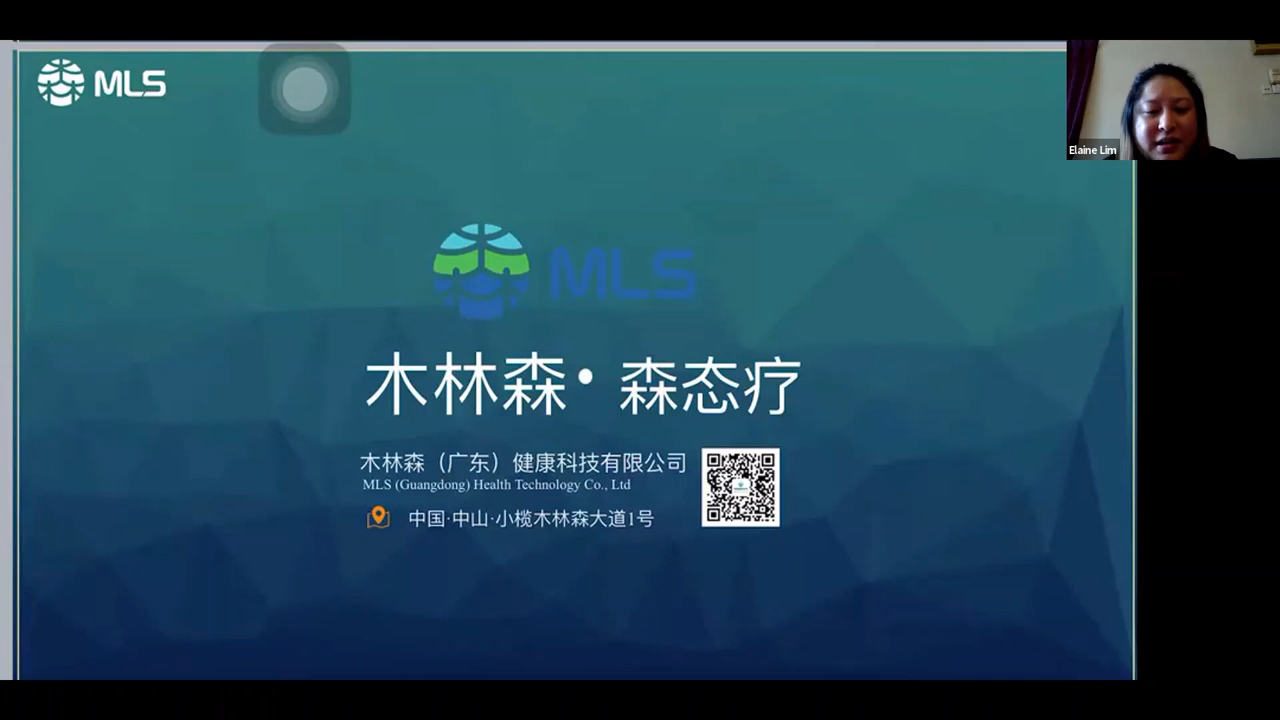 MLS
Elaine Lim
MLS
木林森·森态疗
木林森（广东）健康科技有限公司
MLS (Guangdong) Health Technology Co., Ltd
中国·中山·小榄木林森大道1号